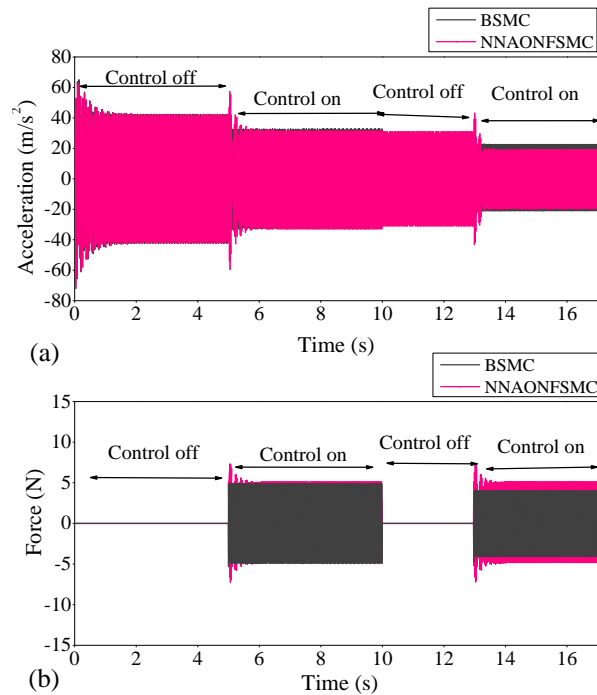 BSMC
NNAONFSMC
80
60
40
20
0
-20
-40
-60
-80
Acceleration (m/s²)
Control off
Control on
Control off
Control on
0 2 4 6 8 10 12 14 16
Time (s)
(a)
BSMC
NNAONFSMC
15
10
5
0
-5
-10
-15
Force (N)
Control off
Control on
Control off
Control on
0 2 4 6 8 10 12 14 16
Time (s)
(b)